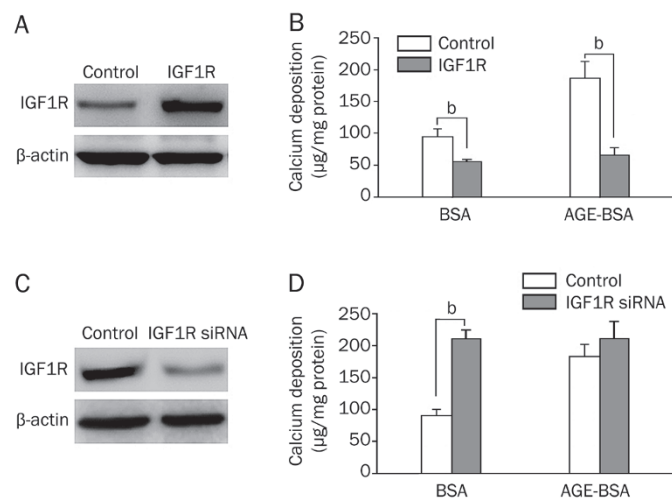 A
Control IGF1R
IGF1R
β-actin
B
Calcium deposition
(μg/mg protein)
250
200
150
100
50
0
Control
IGF1R
b
b
BSA AGE-BSA
C
Control IGF1R siRNA
IGF1R
β-actin
D
Calcium deposition
(μg/mg protein)
250
200
150
100
50
0
Control
IGF1R siRNA
b
BSA AGE-BSA